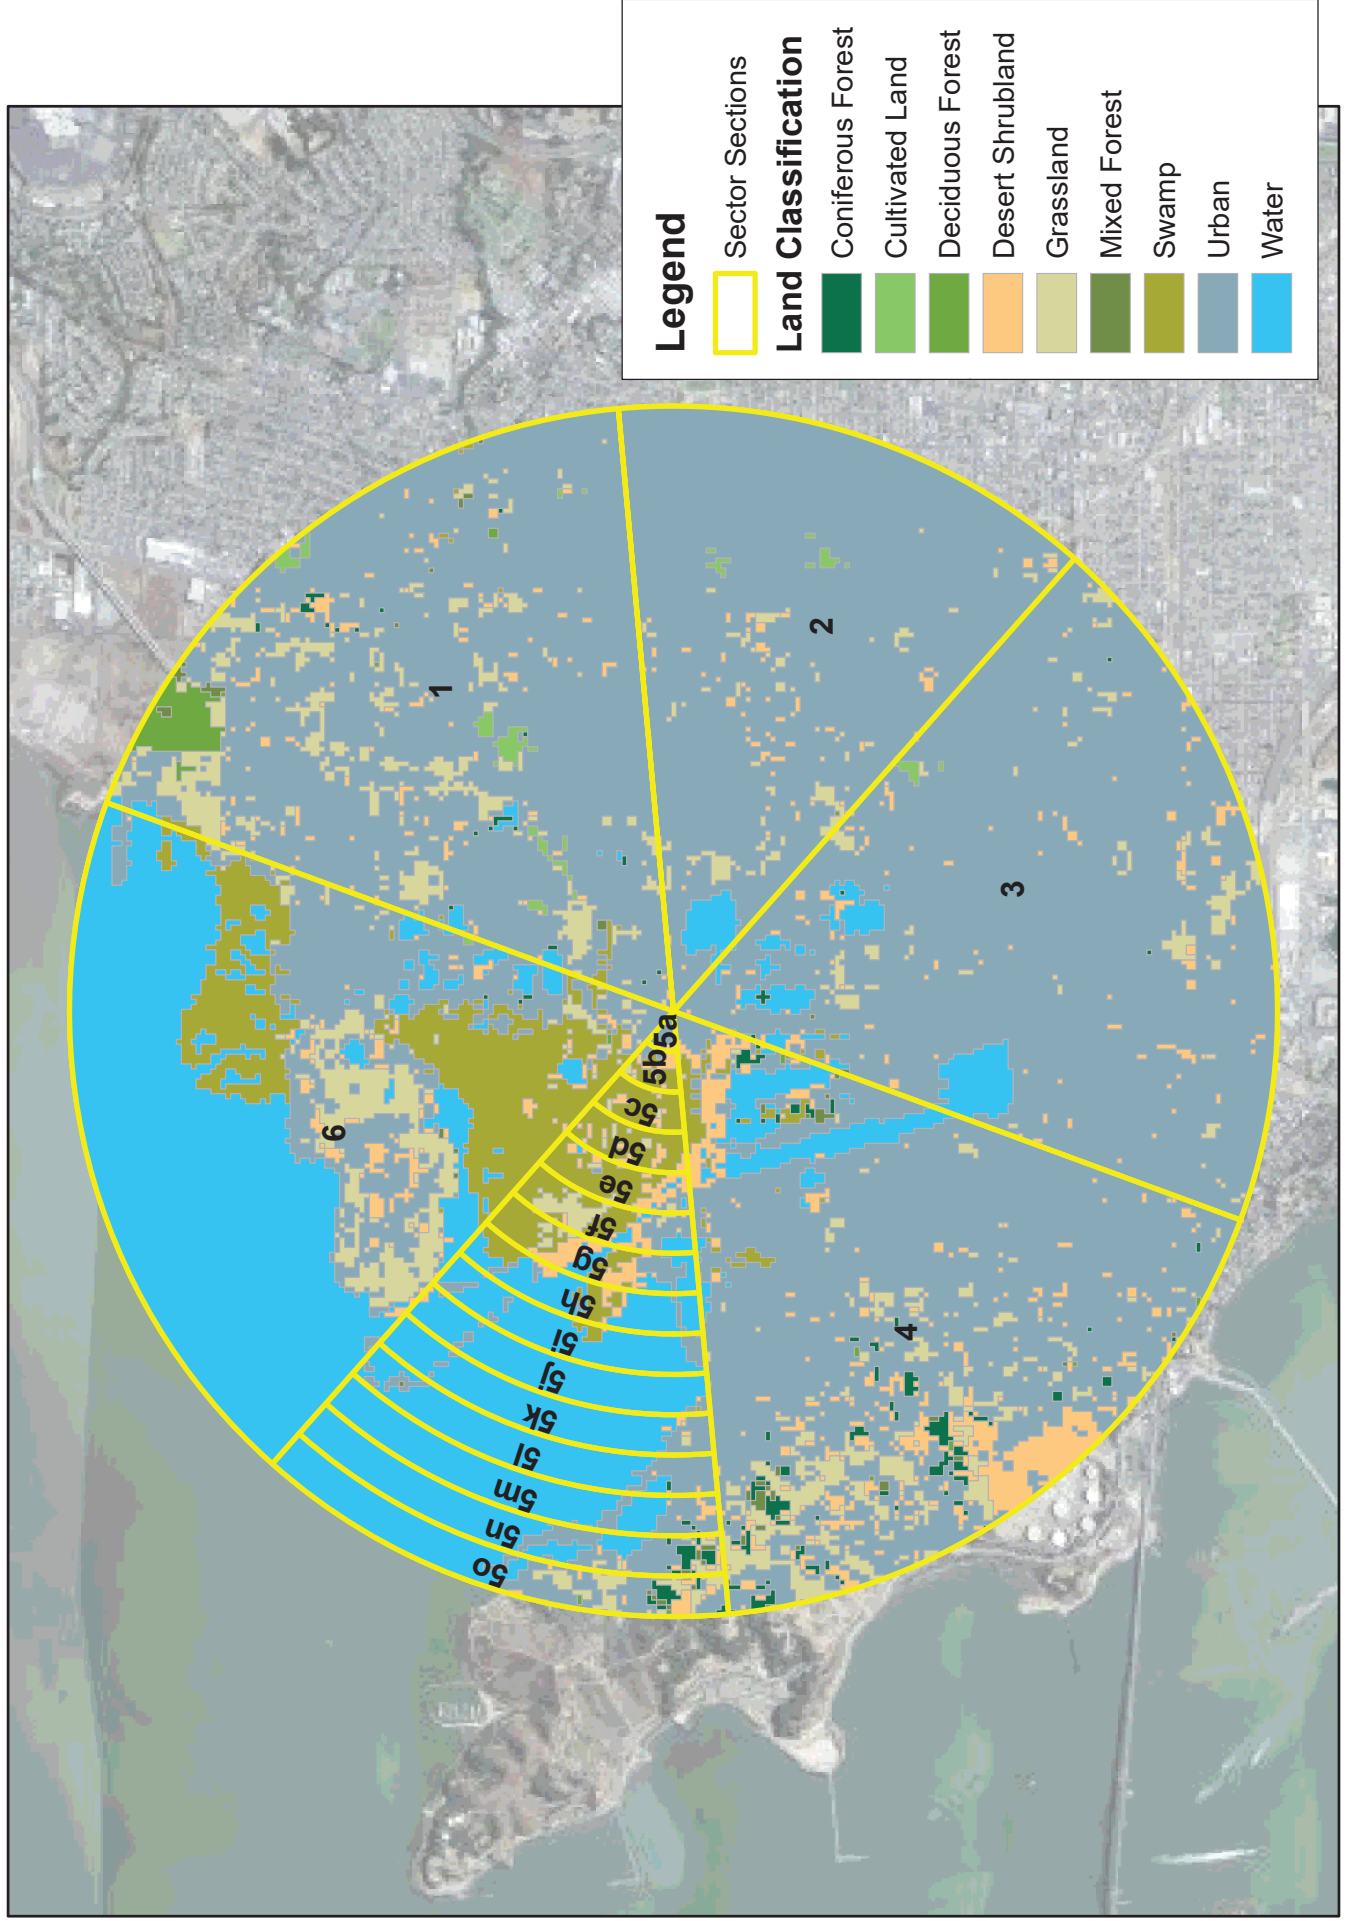 Legend
Sector Sections
Land Classification
Coniferous Forest
Cultivated Land
Deciduous Forest
Desert Shrubland
Grassland
Mixed Forest
Swamp
Urban
Water
1
2
3
4
5a
5b
5c
5d
5e
5f
5g
5h
5i
5j
5k
5l
5m
5n
5o
6